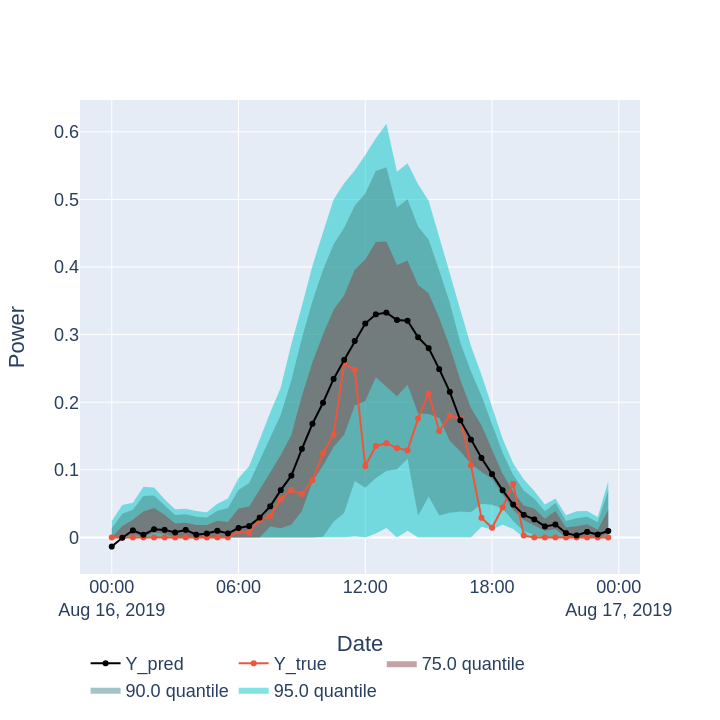 0.6
0.5
0.4
0.3
0.2
0.1
0
Power
00:00 06:00 12:00 18:00 00:00
Aug 16, 2019 Aug 17, 2019
Date
Y_pred Y_true 75.0 quantile
90.0 quantile 95.0 quantile